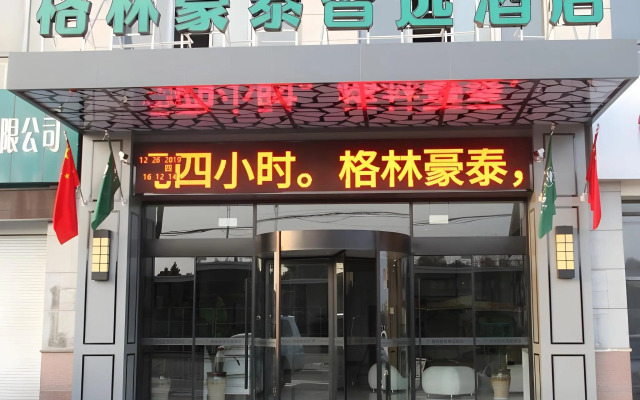 格林豪泰智选酒店
限公司
12 26 2019
四
16 12 14
四小时。格林豪泰，